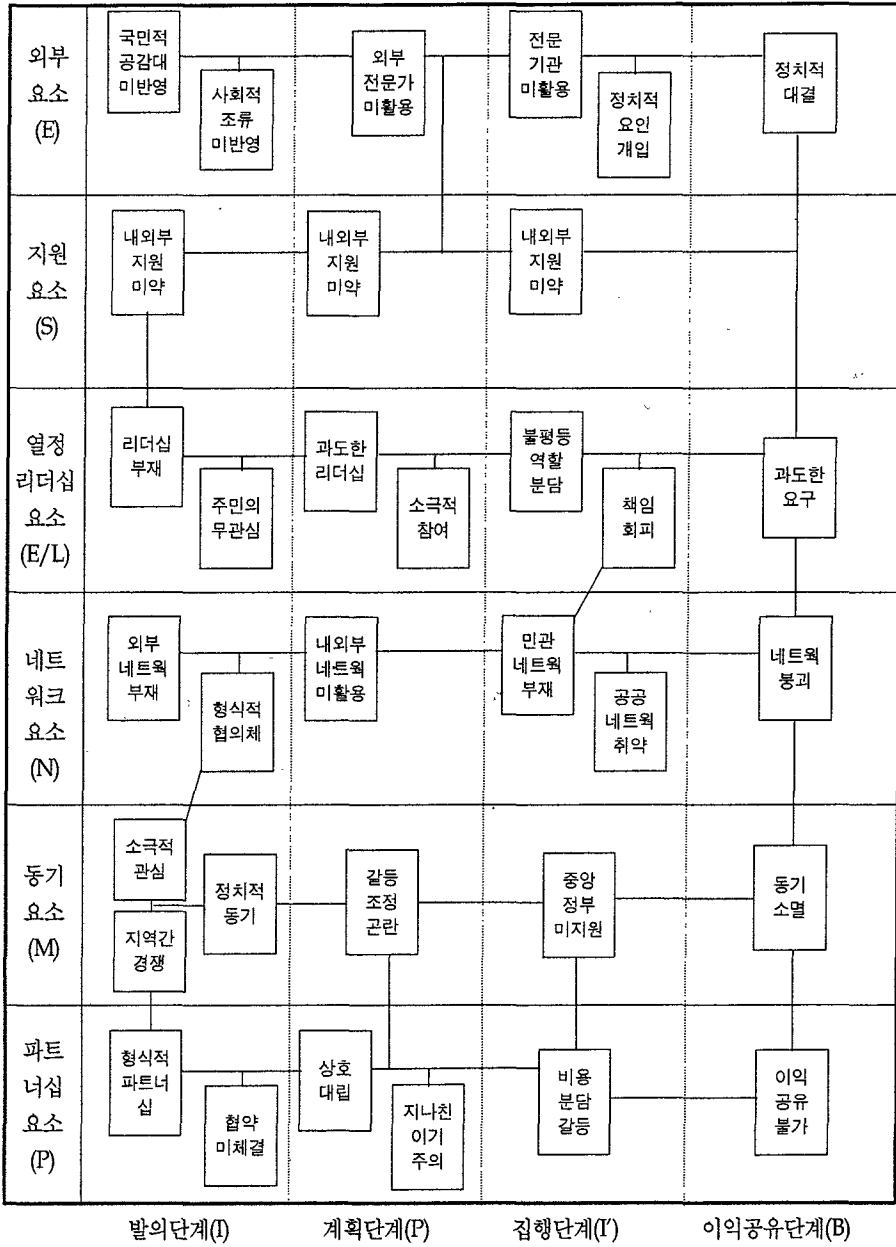 외부
요소
(E)
국민적
공감대
미반영
사회적
조류
미반영
외부
전문가
미활용
전문
기관
미활용
정치적
요인
개입
정치적
대결
지원
요소
(S)
내외부
지원
미약
내외부
지원
미약
내외부
지원
미약
열정
리더십
요소
(E/L)
리더십
부재
주민의
무관심
과도한
리더십
소극적
참여
불평등
역할
분담
책임
회피
과도한
요구
네트
워크
요소
(N)
외부
네트웍
부재
형식적
협의체
내외부
네트웍
미활용
민관
네트웍
부재
공공
네트웍
취약
네트웍
붕괴
동기
요소
(M)
소극적
관심
지역간
경쟁
정치적
동기
갈등
조정
곤란
중앙
정부
미지원
동기
소멸
파트
너십
요소
(P)
형식적
파트너
십
협약
미체결
상호
대립
지나친
이기
주의
비용
분담
갈등
이익
공유
불가
발의단계(I) 계획단계(P) 집행단계(I') 이익공유단계(B)